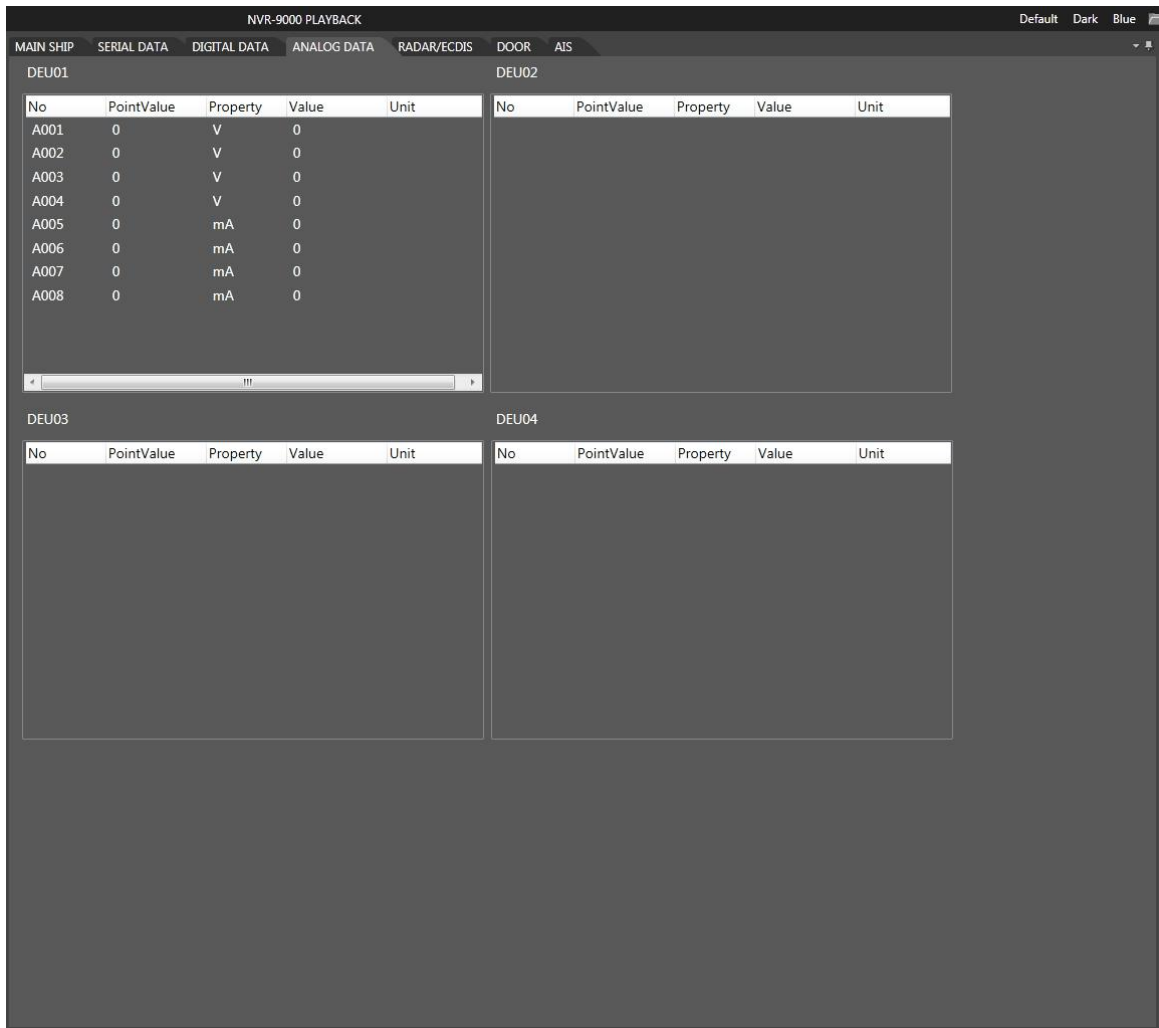 NVR-9000 PLAYBACK Default Dark Blue
MAIN SHIP SERIAL DATA DIGITAL DATA ANALOG DATA RADAR/ECDIS DOOR AIS
DEU01
No PointValue Property Value Unit
A001 0 V 0
A002 0 V 0
A003 0 V 0
A004 0 V 0
A005 0 mA 0
A006 0 mA 0
A007 0 mA 0
A008 0 mA 0
DEU02
No PointValue Property Value Unit
DEU03
No PointValue Property Value Unit
DEU04
No PointValue Property Value Unit